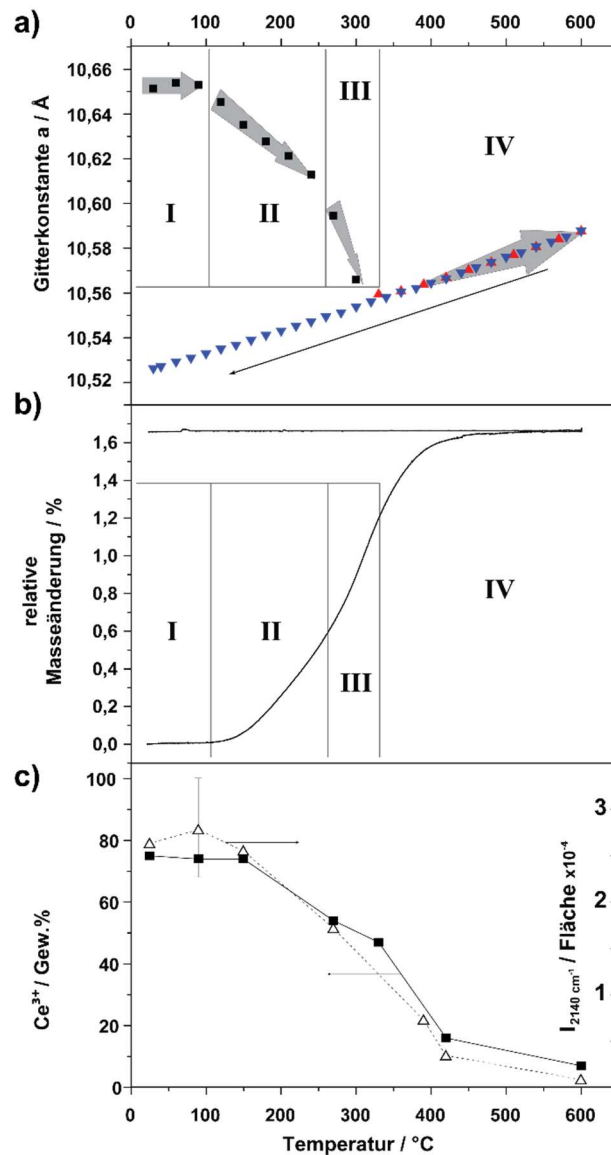 0 100 200 300 400 500 600
a)
10,66
10,64
10,62
10,60
10,58
10,56
10,54
10,52
Gitterkonstante a / Å
I
II
III
IV
b)
1,6
1,4
1,2
1,0
0,8
0,6
0,4
0,2
0,0
relative
Masseänderung / %
I
II
III
IV
c)
100
80
60
40
20
0
Ce³⁺ / Gew.%
3
2
1
I₂₁₄₀ cm⁻¹ / Fläche x10⁻⁴
0 100 200 300 400 500 600
Temperatur / °C